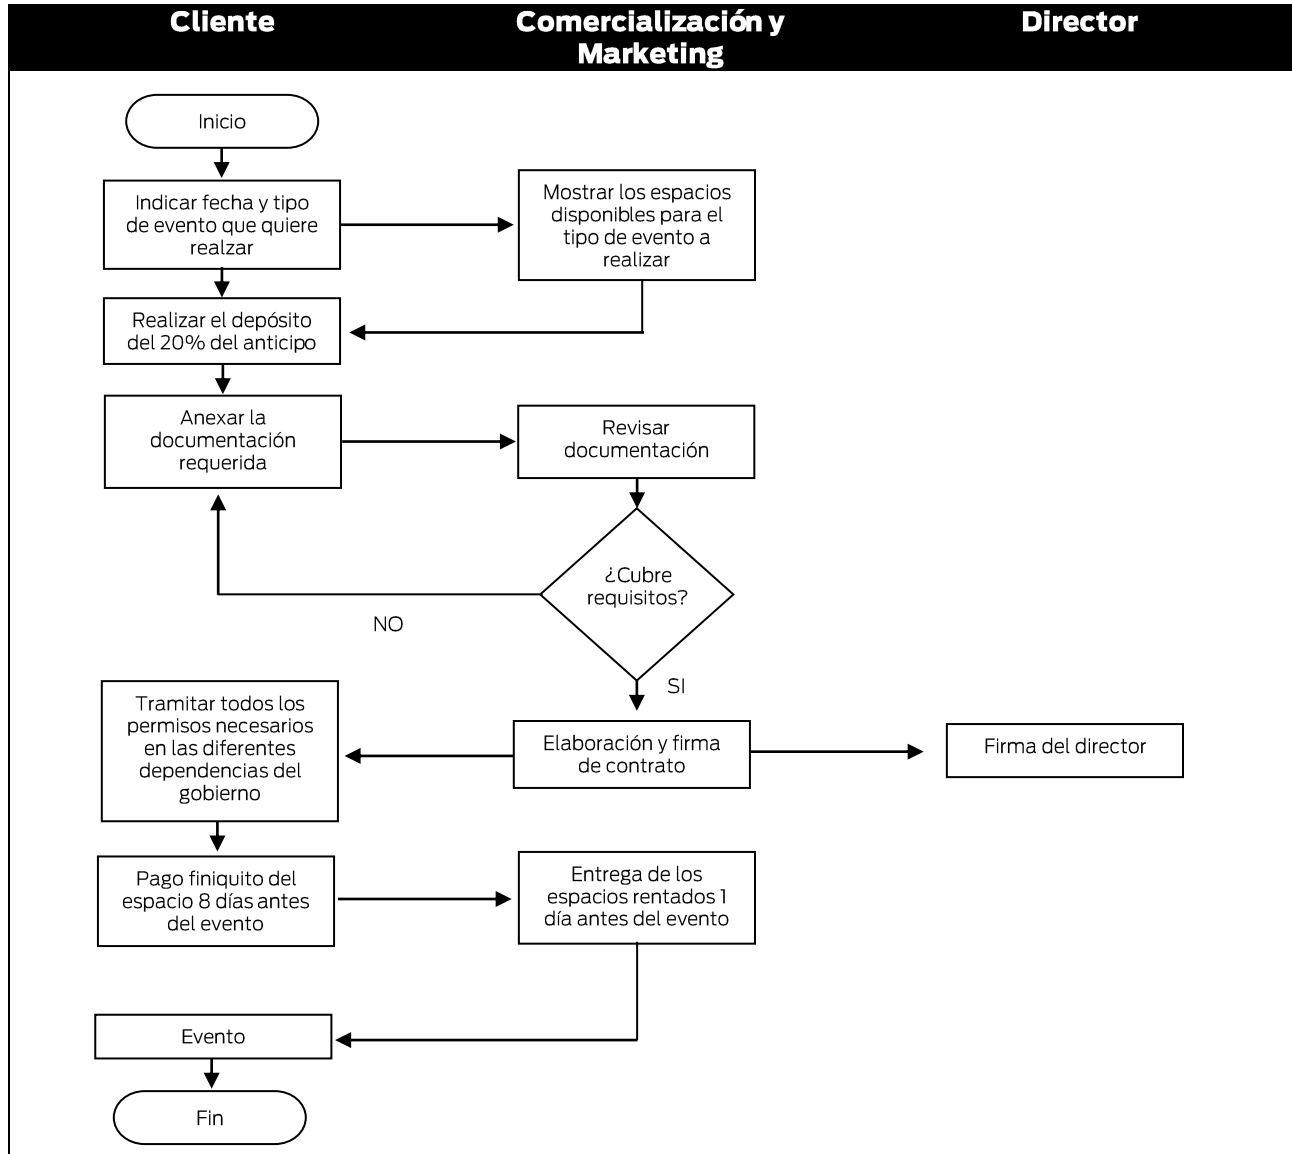 Cliente
Comercialización y
Marketing
Director
Inicio
Indicar fecha y tipo
de evento que quiere
realzar
Mostrar los espacios
disponibles para el
tipo de evento a
realizar
Realizar el depósito
del 20% del anticipo
Anexar la
documentación
requerida
Revisar
documentación
¿Cubre
requisitos?
NO
SI
Tramitar todos los
permisos necesarios
en las diferentes
dependencias del
gobierno
Elaboración y firma
de contrato
Firma del director
Pago finiquito del
espacio 8 días antes
del evento
Entrega de los
espacios rentados 1
día antes del evento
Evento
Fin